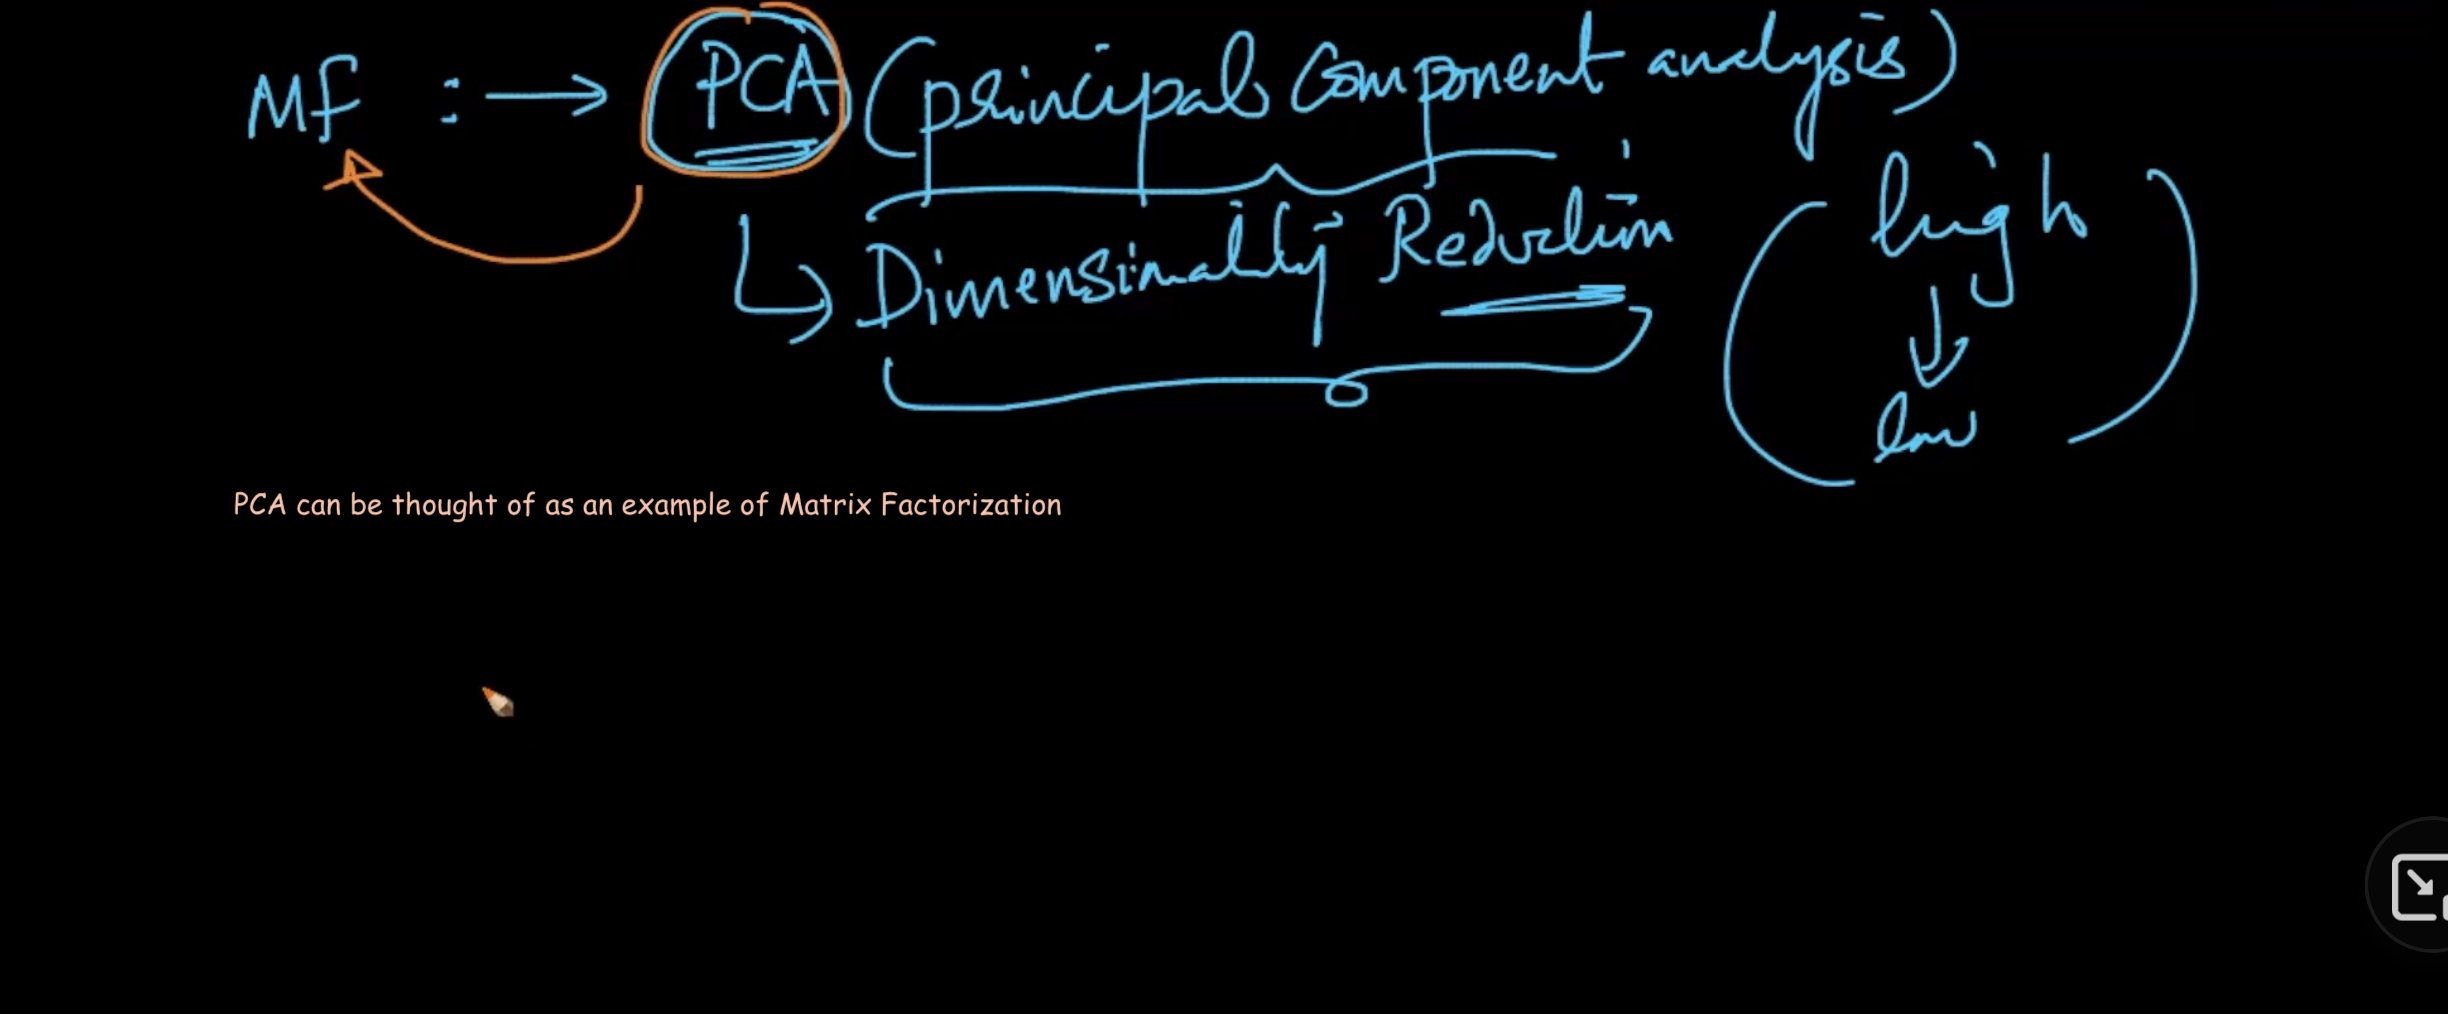 MF :→ PCA (principal Component analysis)
↳ Dimensionally Reduction (high ↓ low)
PCA can be thought of as an example of Matrix Factorization